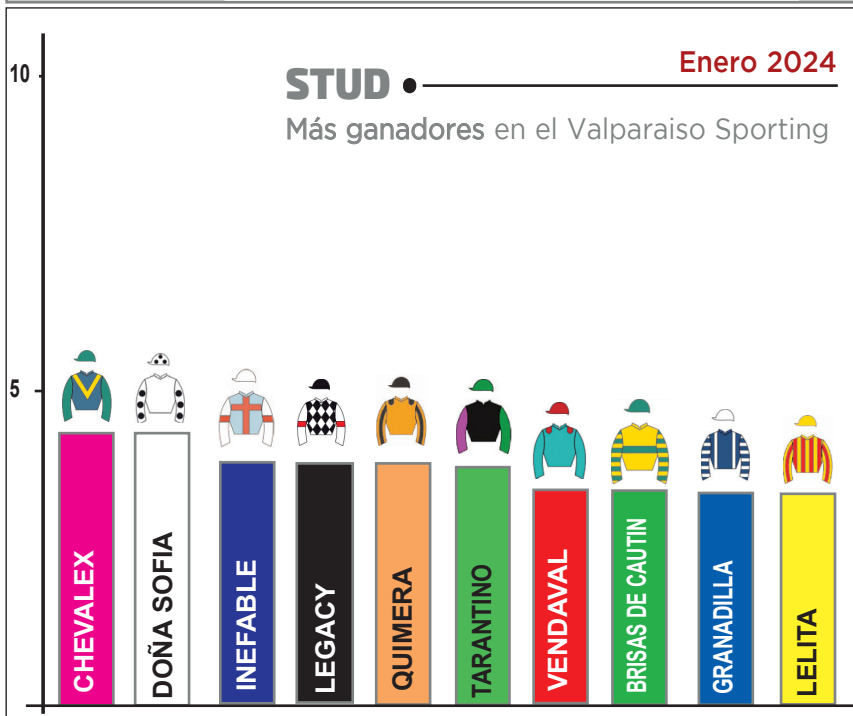 Enero 2024
STUD
Más ganadores en el Valparaiso Sporting
10
5
CHEVALEX
DOÑA SOFIA
INEFABLE
LEGACY
QUIMERA
TARANTINO
VENDAVAL
BRISAS DE CAUTIN
GRANADILLA
LELITA